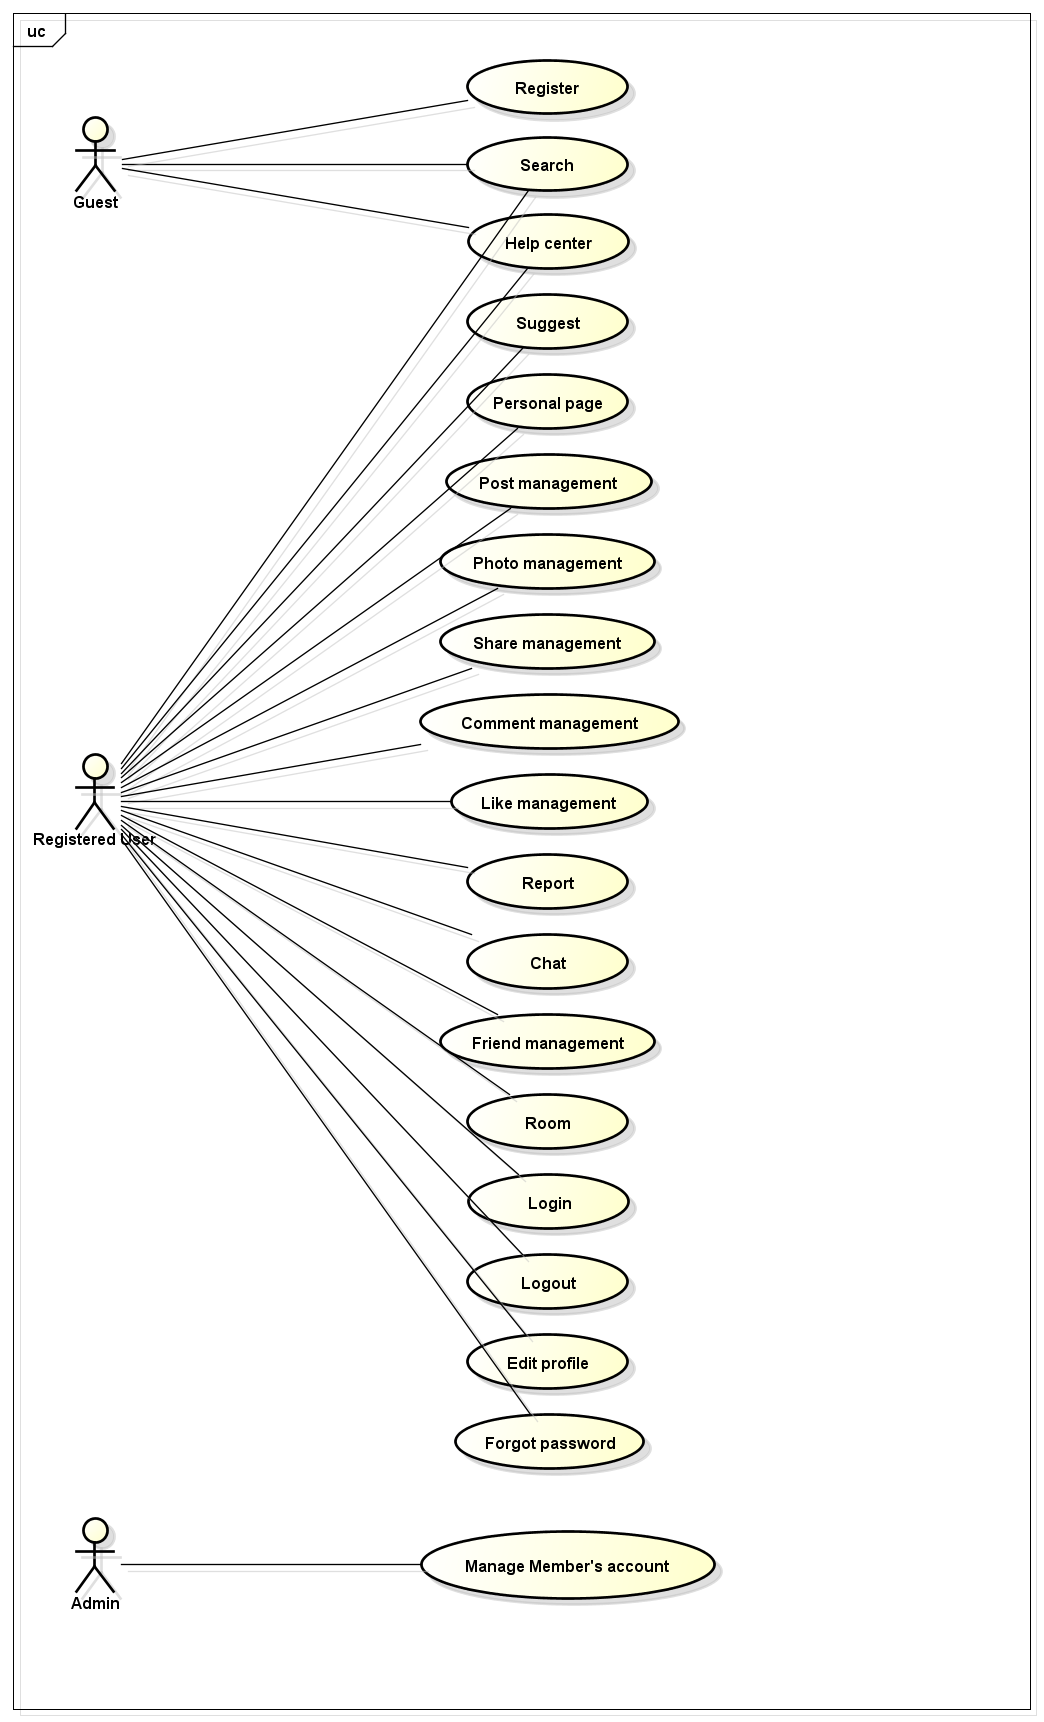 uc
Register
Guest
Search
Help center
Suggest
Personal page
Post management
Photo management
Share management
Comment management
Like management
Registered User
Report
Chat
Friend management
Room
Login
Logout
Edit profile
Forgot password
Manage Member's account
Admin